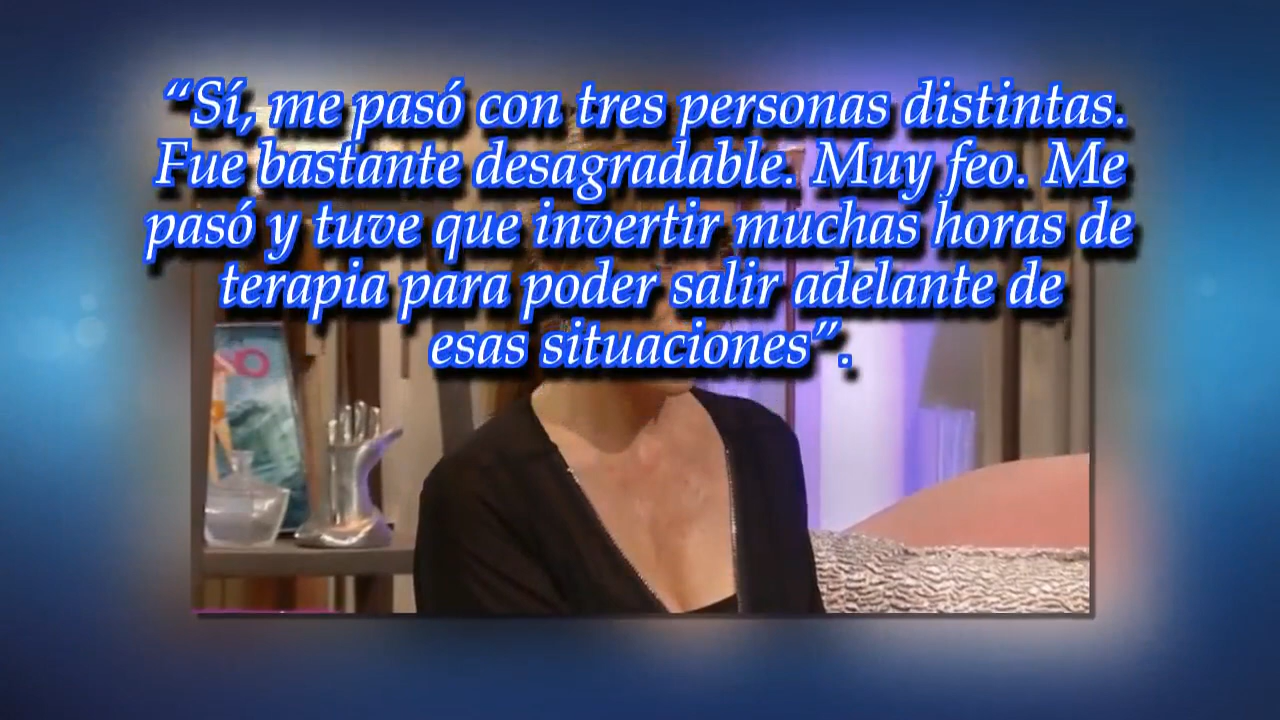 “Sí, me pasó con tres personas distintas.
Fue bastante desagradable. Muy feo. Me
pasó y tuve que invertir muchas horas de
terapia para poder salir adelante de
esas situaciones”.